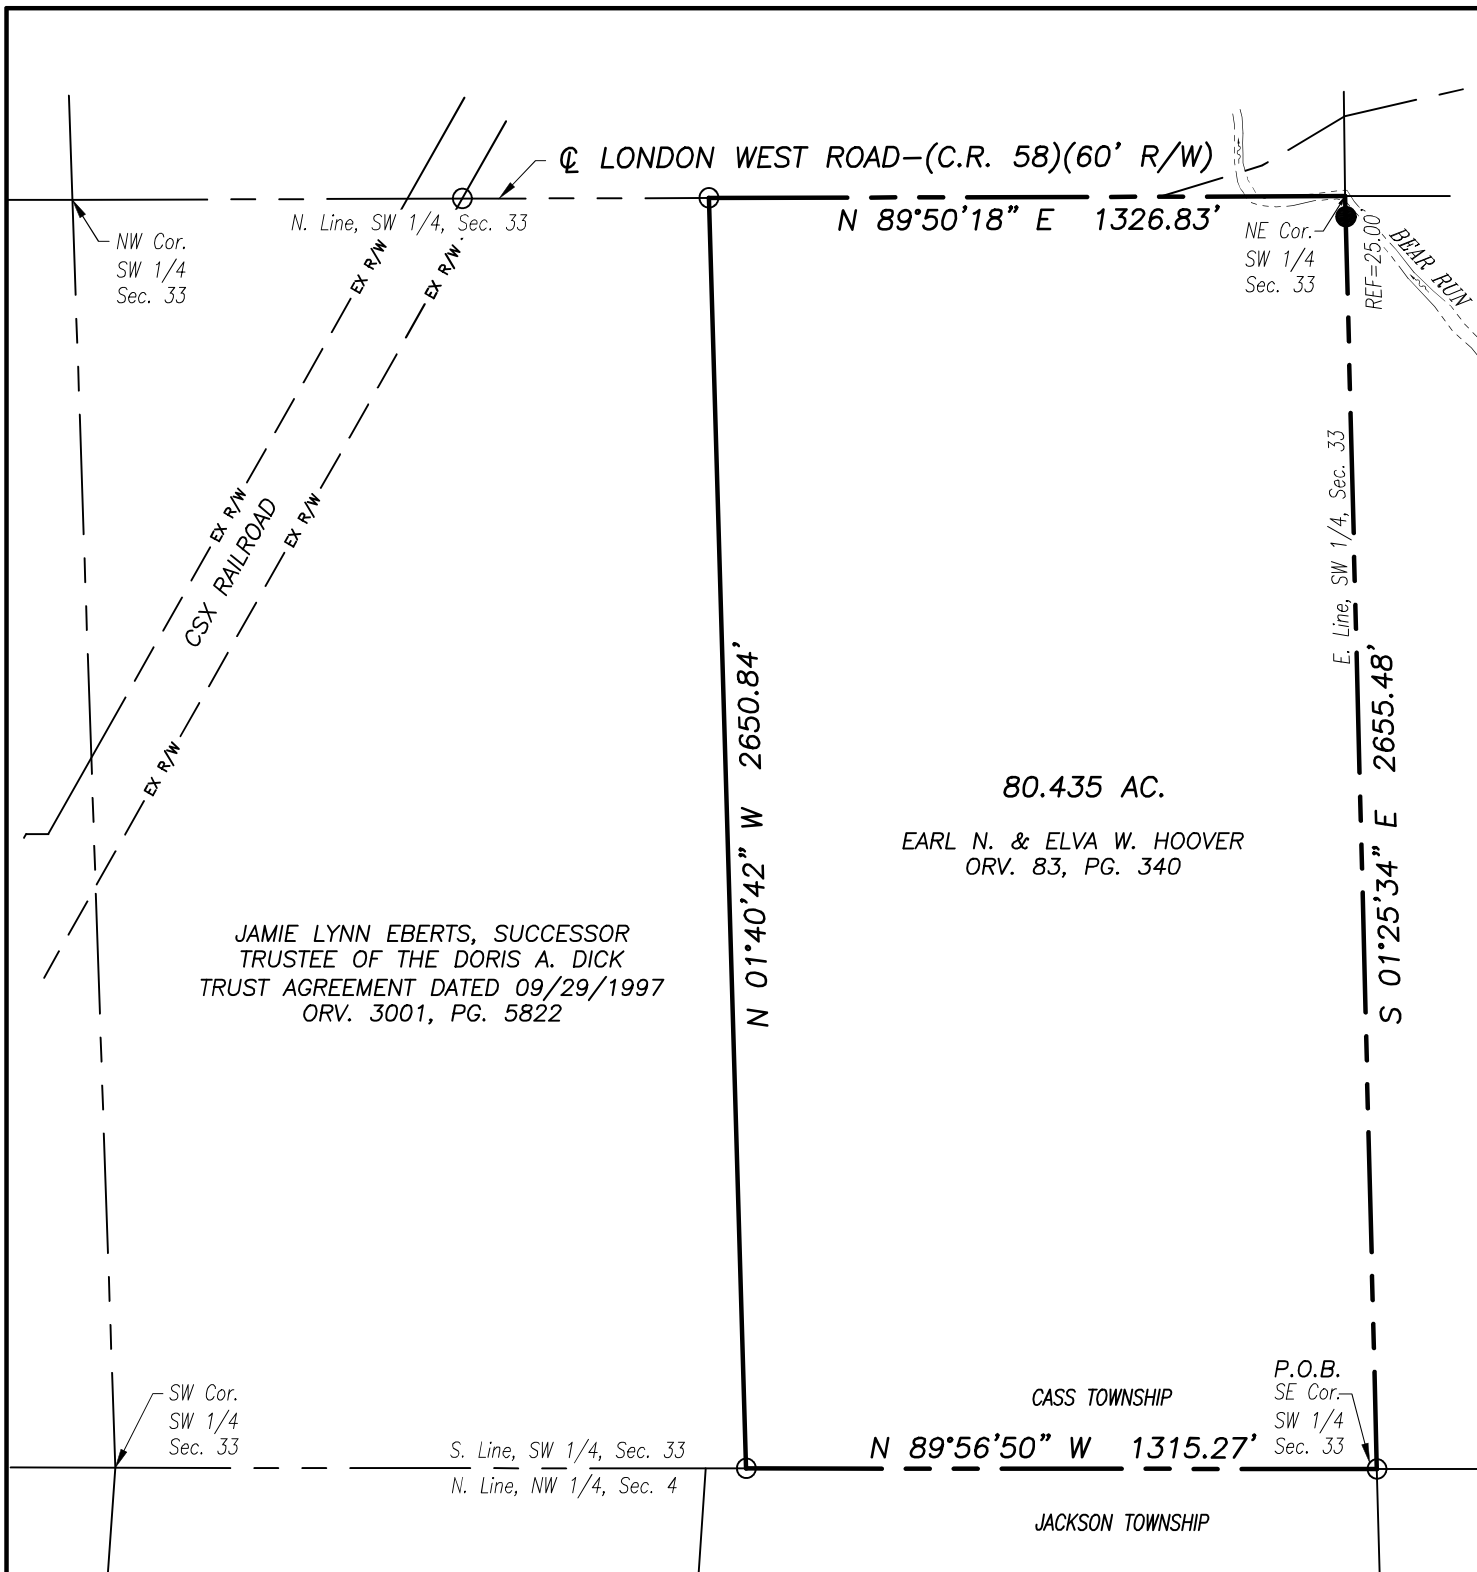 ℄ LONDON WEST ROAD-(C.R. 58)(60' R/W)
N. Line, SW 1/4, Sec. 33
N 89°50'18" E 1326.83'
NW Cor.
SW 1/4
Sec. 33
NE Cor.
SW 1/4
Sec. 33
REF=25.00'
BEAR RUN
EX R/W
EX R/W
EX R/W
EX R/W
CSX RAILROAD
EX R/W
E. Line, SW 1/4, Sec. 33
N 01°40'42" W 2650.84'
S 01°25'34" E 2655.48'
80.435 AC.
EARL N. & ELVA W. HOOVER
ORV. 83, PG. 340
JAMIE LYNN EBERTS, SUCCESSOR
TRUSTEE OF THE DORIS A. DICK
TRUST AGREEMENT DATED 09/29/1997
ORV. 3001, PG. 5822
SW Cor.
SW 1/4
Sec. 33
P.O.B.
SE Cor.
SW 1/4
Sec. 33
CASS TOWNSHIP
S. Line, SW 1/4, Sec. 33
N 89°56'50" W 1315.27'
N. Line, NW 1/4, Sec. 4
JACKSON TOWNSHIP